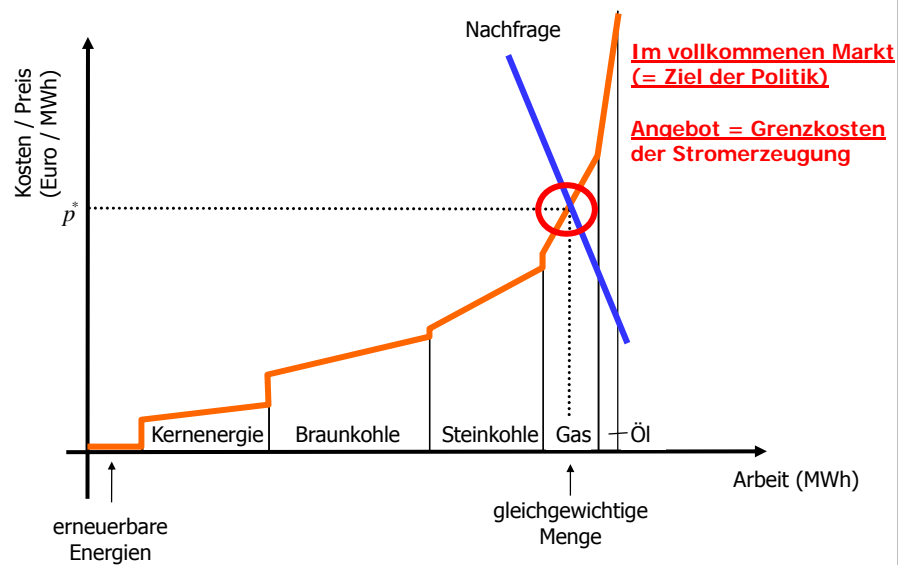 Nachfrage
Im vollkommenen Markt
(= Ziel der Politik)
Angebot = Grenzkosten
der Stromerzeugung
Kosten / Preis
(Euro / MWh)
p*
Kernenergie
Braunkohle
Steinkohle
Gas
Öl
Arbeit (MWh)
erneuerbare
Energien
gleichgewichtige
Menge